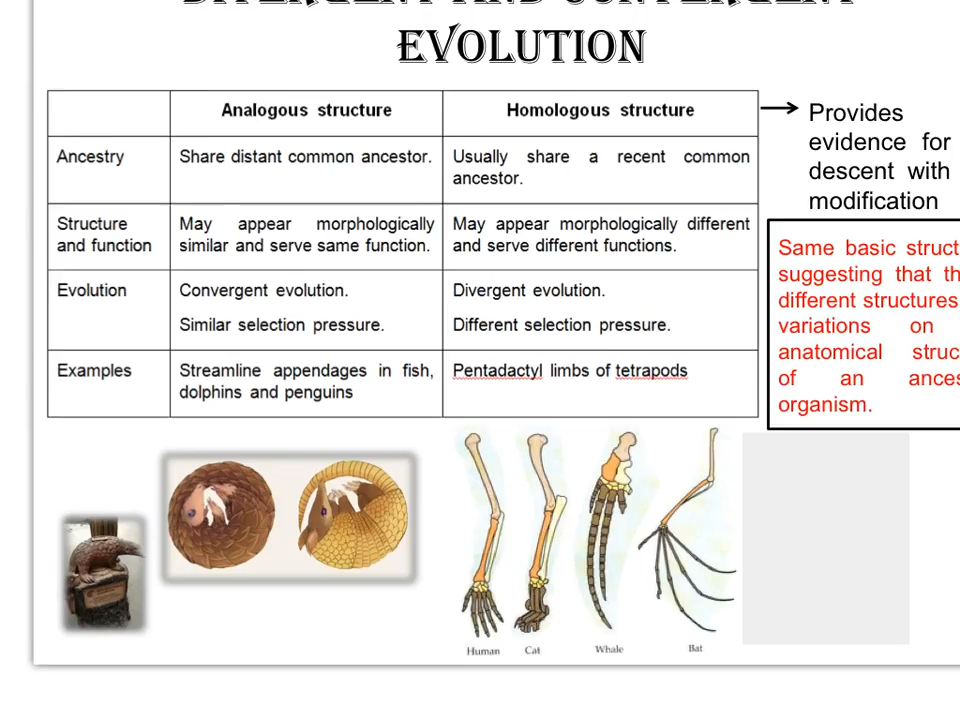 DIVERGENT AND CONVERGENT
EVOLUTION
Analogous structure
Homologous structure
Ancestry
Share distant common ancestor.
Usually share a recent common
ancestor.
Structure
and function
May appear morphologically
similar and serve same function.
May appear morphologically different
and serve different functions.
Evolution
Convergent evolution.
Similar selection pressure.
Divergent evolution.
Different selection pressure.
Examples
Streamline appendages in fish,
dolphins and penguins
Pentadactyl limbs of tetrapods
Provides
evidence for
descent with
modification
Same basic struct
suggesting that th
different structures
variations on
anatomical struc
of an ances
organism.
Human
Cat
Whale
Bat